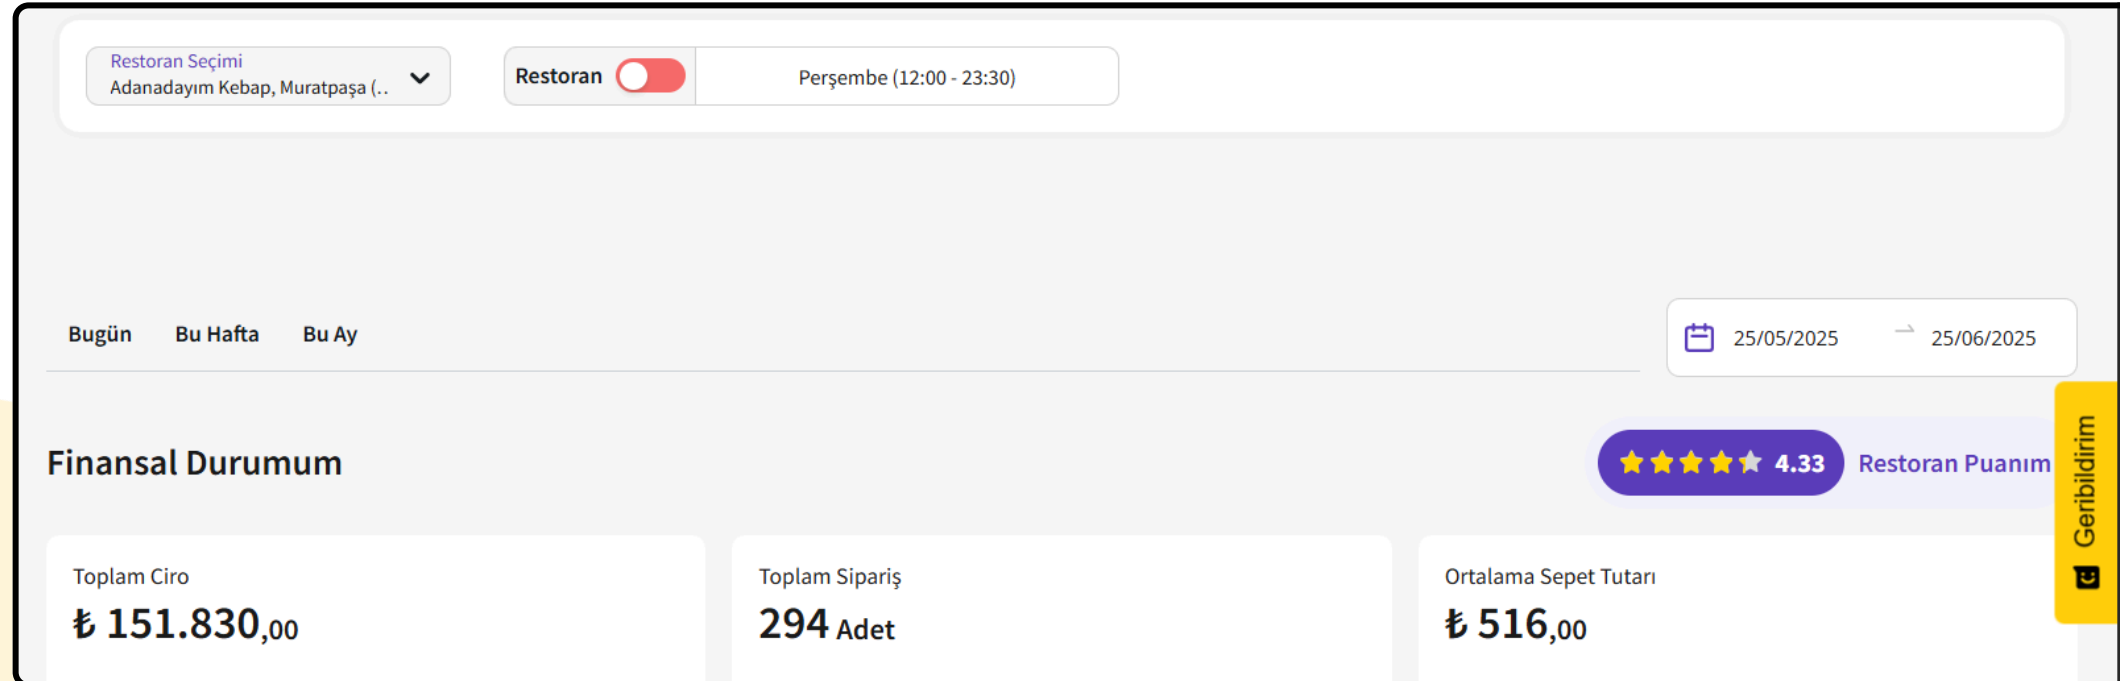 Restoran Seçimi
Adanadayım Kebap, Muratpaşa (..
Restoran
Perşembe (12:00 - 23:30)
Bugün Bu Hafta Bu Ay
25/05/2025 25/06/2025
Finansal Durumum
4.33 Restoran Puanım
Geribildirim
Toplam Ciro
₺ 151.830,00
Toplam Sipariş
294 Adet
Ortalama Sepet Tutarı
₺ 516,00